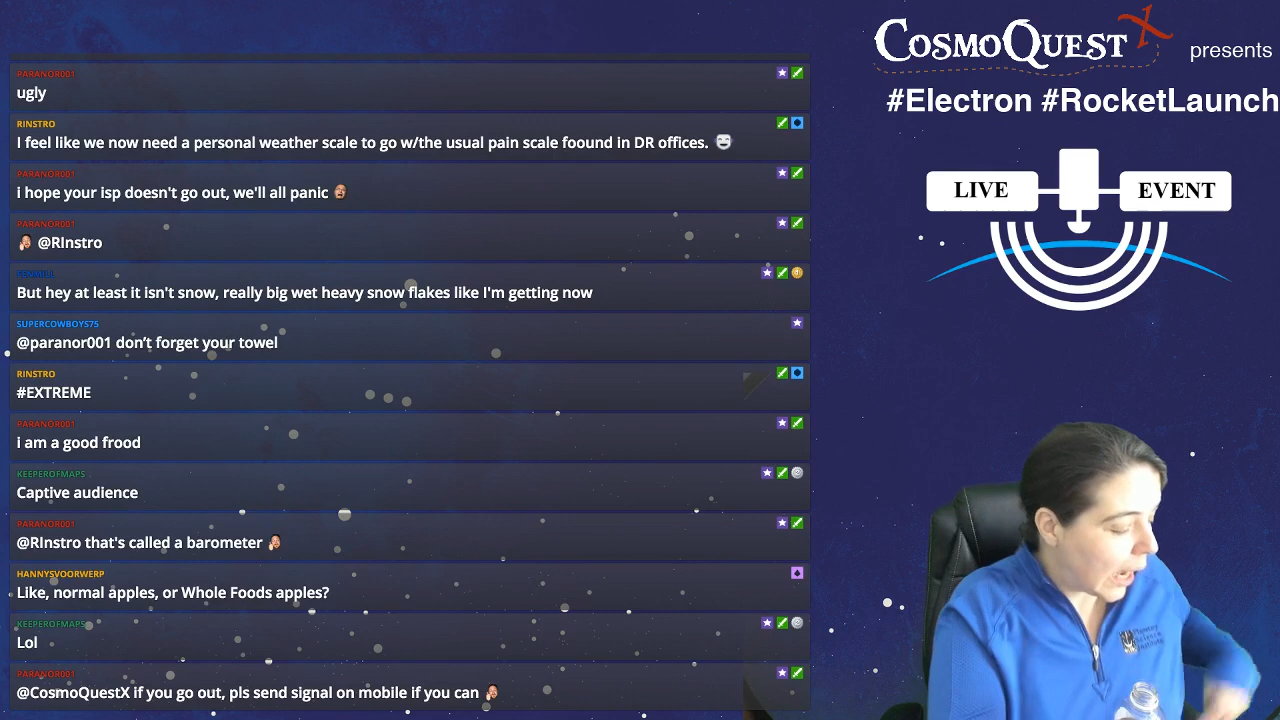 CosmoQuest X presents
#Electron #RocketLaunch
LIVE EVENT
PARANOR001
ugly
RINSTRO
I feel like we now need a personal weather scale to go w/the usual pain scale foound in DR offices.
PARANOR001
i hope your isp doesn't go out, we'll all panic
PARANOR001
@RInstro
But hey at least it isn't snow, really big wet heavy snow flakes like I'm getting now
SUPERCOWBOYS75
@paranor001 don’t forget your towel
RINSTRO
#EXTREME
PARANOR001
i am a good frood
KEEPEROFMAPS
Captive audience
PARANOR001
@RInstro that's called a barometer
HANNYSVOORWERP
Like, normal apples, or Whole Foods apples?
KEEPEROFMAPS
Lol
PARANOR001
@CosmoQuestX if you go out, pls send signal on mobile if you can
Planetary
Science
Institute